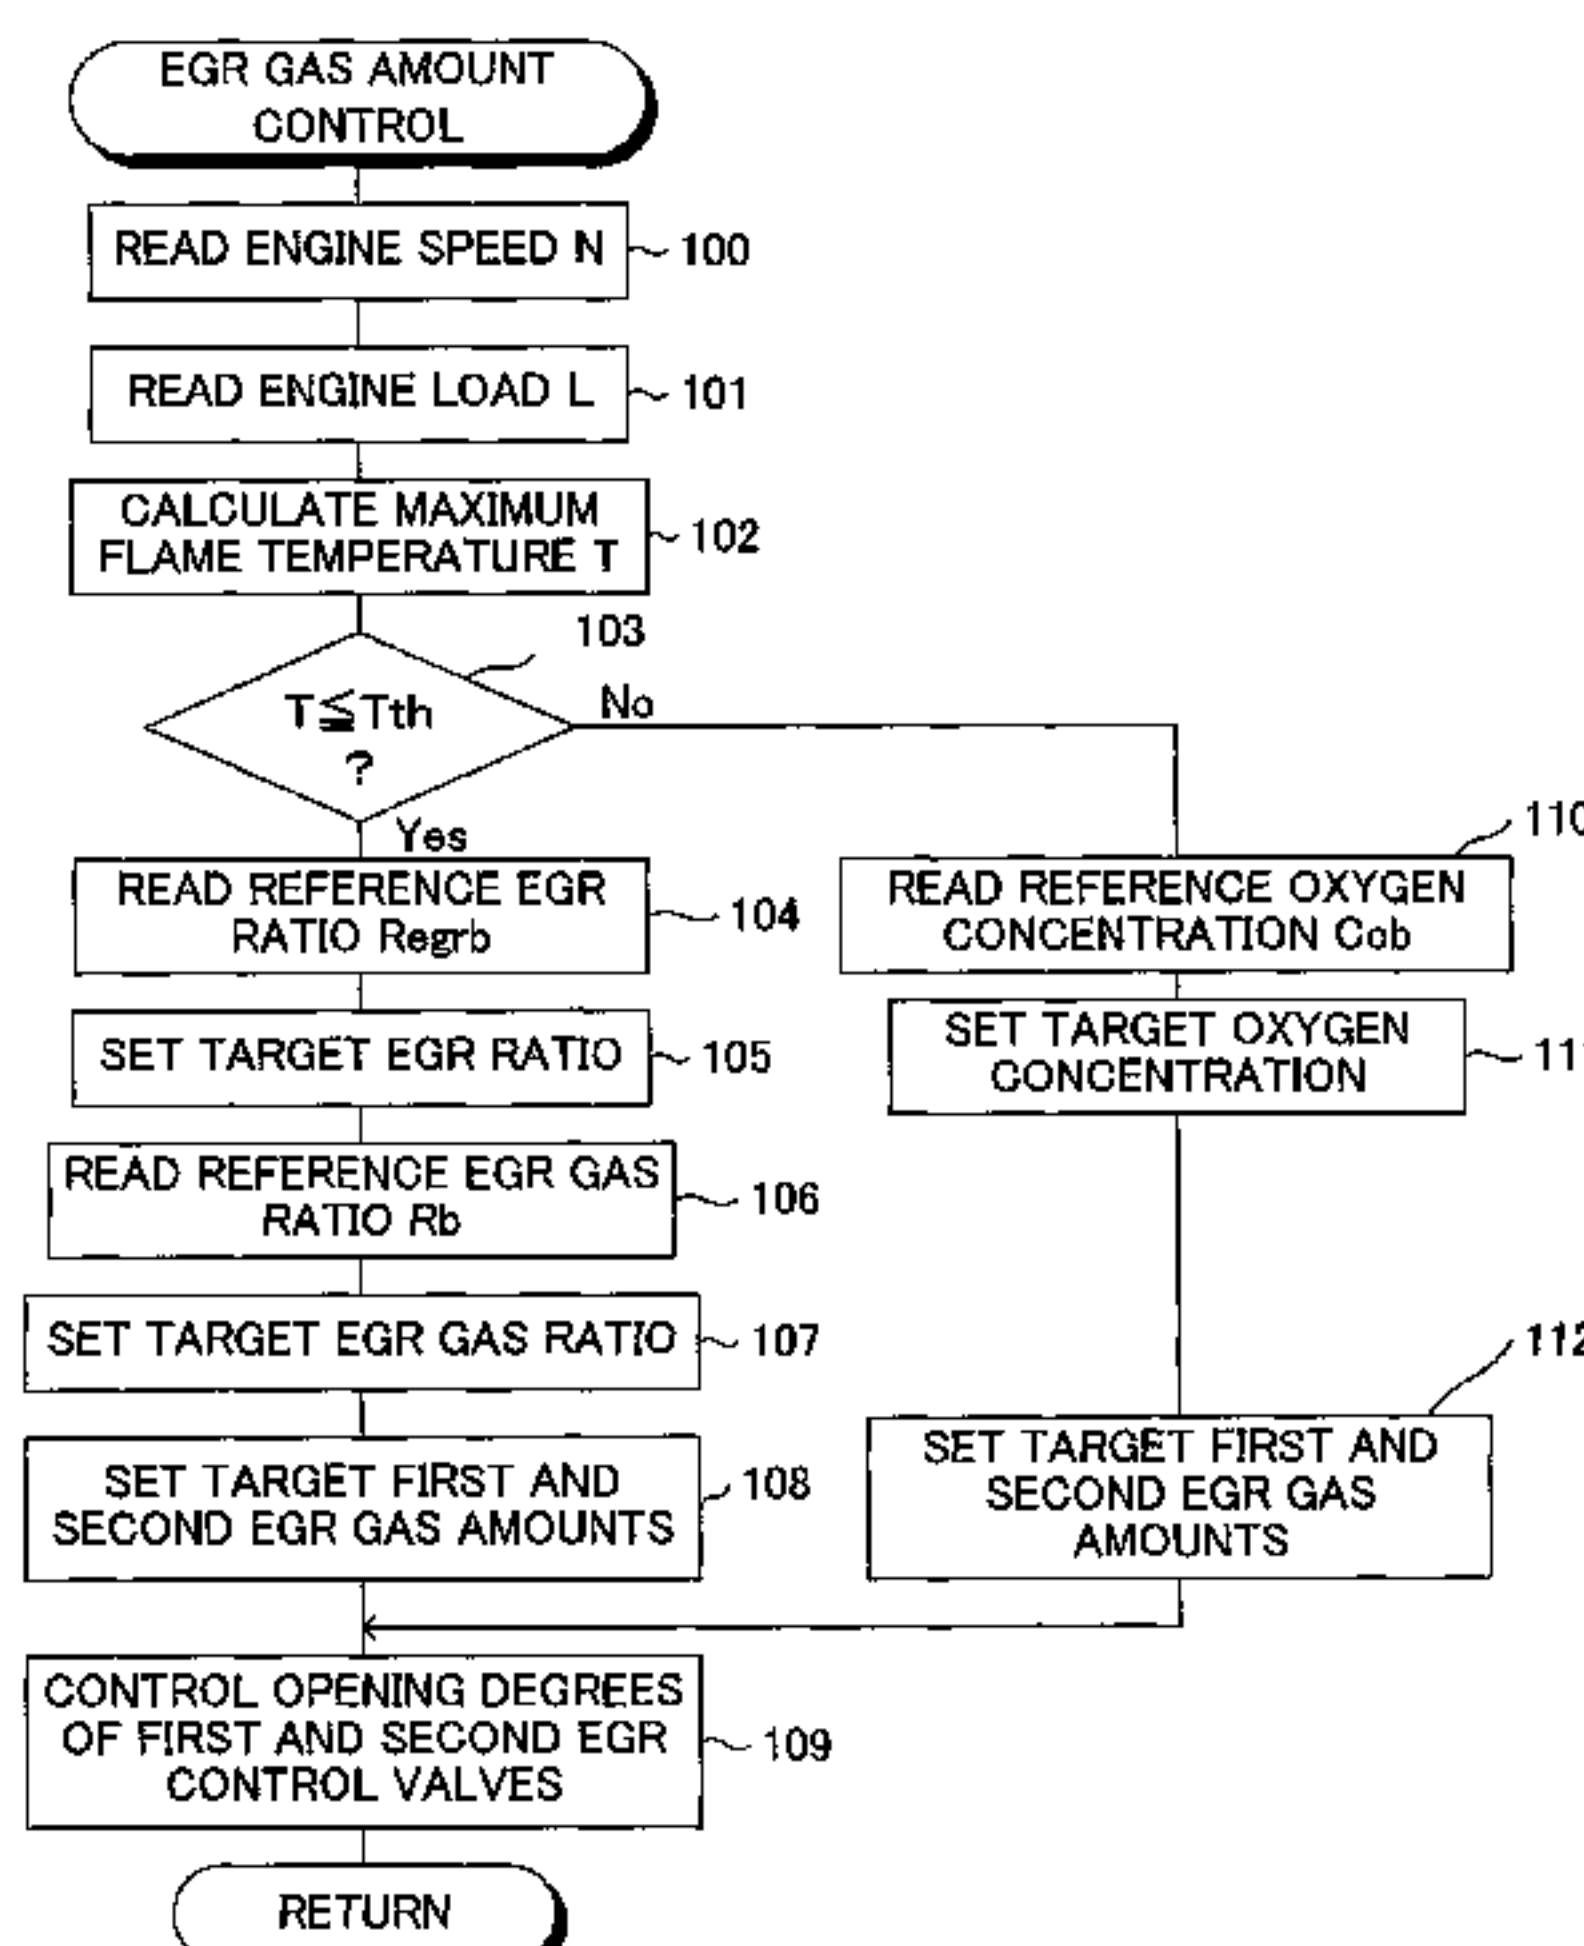 EGR GAS AMOUNT
CONTROL
READ ENGINE SPEED N
100
READ ENGINE LOAD L
101
CALCULATE MAXIMUM
FLAME TEMPERATURE T
102
103
T≦Tth
?
No
Yes
READ REFERENCE EGR
RATIO Regrb
104
SET TARGET EGR RATIO
105
READ REFERENCE EGR GAS
RATIO Rb
106
SET TARGET EGR GAS RATIO
107
SET TARGET FIRST AND
SECOND EGR GAS AMOUNTS
108
110
READ REFERENCE OXYGEN
CONCENTRATION Cob
SET TARGET OXYGEN
CONCENTRATION
112
SET TARGET FIRST AND
SECOND EGR GAS
AMOUNTS
CONTROL OPENING DEGREES
OF FIRST AND SECOND EGR
CONTROL VALVES
109
RETURN